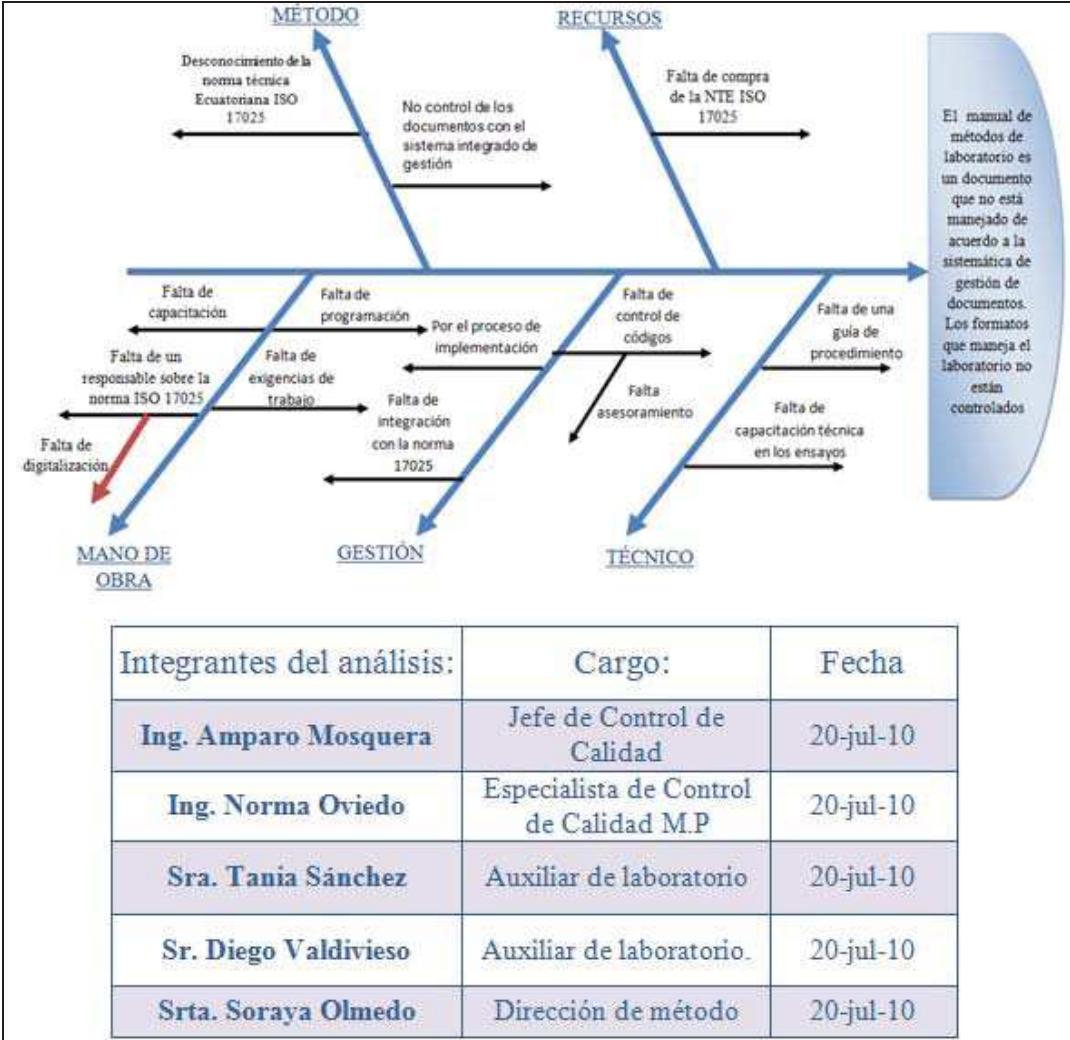 MÉTODO
RECURSOS
Desconocimiento de la
norma técnica
Ecuatoriana ISO
17025
No control de los
documentos con el
sistema integrado de
gestión
Falta de compra
de la NTE ISO
17025
El manual de
métodos de
laboratorio es
un documento
que no está
manejado de
acuerdo a la
sistemática de
gestión de
documentos.
Los formatos
que maneja el
laboratorio no
están
controlados
Falta de
capacitación
Falta de
programación
Falta de un
responsable sobre la
norma ISO 17025
Falta de
exigencias de
trabajo
Falta de
digitalización
Por el proceso de
implementación
Falta de
control de
códigos
Falta de
integración
con la norma
17025
Falta
asesoramiento
Falta de una
guía de
procedimiento
Falta de
capacitación técnica
en los ensayos
MANO DE
OBRA
GESTIÓN
TÉCNICO
Integrantes del análisis: Cargo: Fecha
Ing. Amparo Mosquera Jefe de Control de
Calidad 20-jul-10
Ing. Norma Oviedo Especialista de Control
de Calidad M.P 20-jul-10
Sra. Tania Sánchez Auxiliar de laboratorio 20-jul-10
Sr. Diego Valdivieso Auxiliar de laboratorio. 20-jul-10
Srta. Soraya Olmedo Dirección de método 20-jul-10